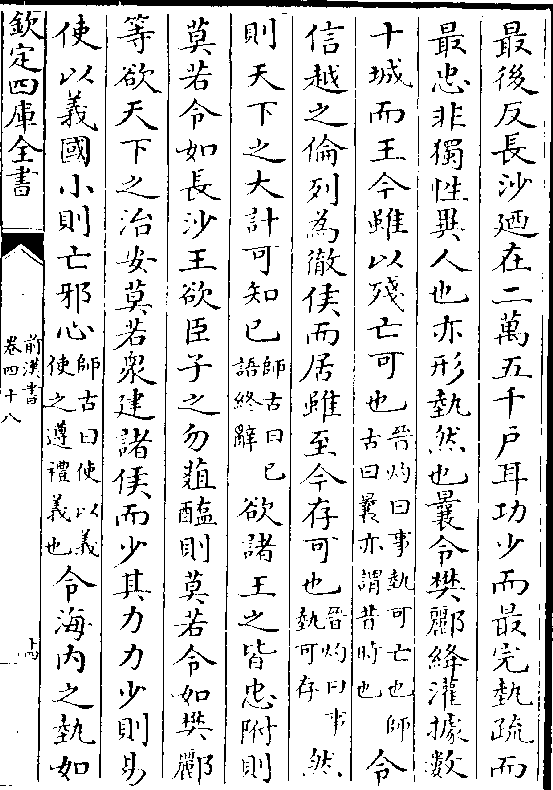 最後反長沙廼在二萬五千戸耳功少而最完埶疏而
最忠非獨性異人也亦形埶然也曩令樊酈絳灌據數
十城而王今雖以殘亡可也晉灼曰事埶可亡也師古曰曩亦謂昔時也令
信越之倫列為徹侯而居雖至今存可也晉灼曰事埶可存然
則天下之大計可知已師古曰已語終辭欲諸王之皆忠附則
莫若令如長沙王欲臣子之勿葅醢則莫若令如樊酈
等欲天下之治安莫若衆建諸侯而少其力力少則易
使以義國小則亡邪心師古曰使以義使之遵禮義也令海内之埶如
欽定四庫全書
前漢書
卷四十八
十四